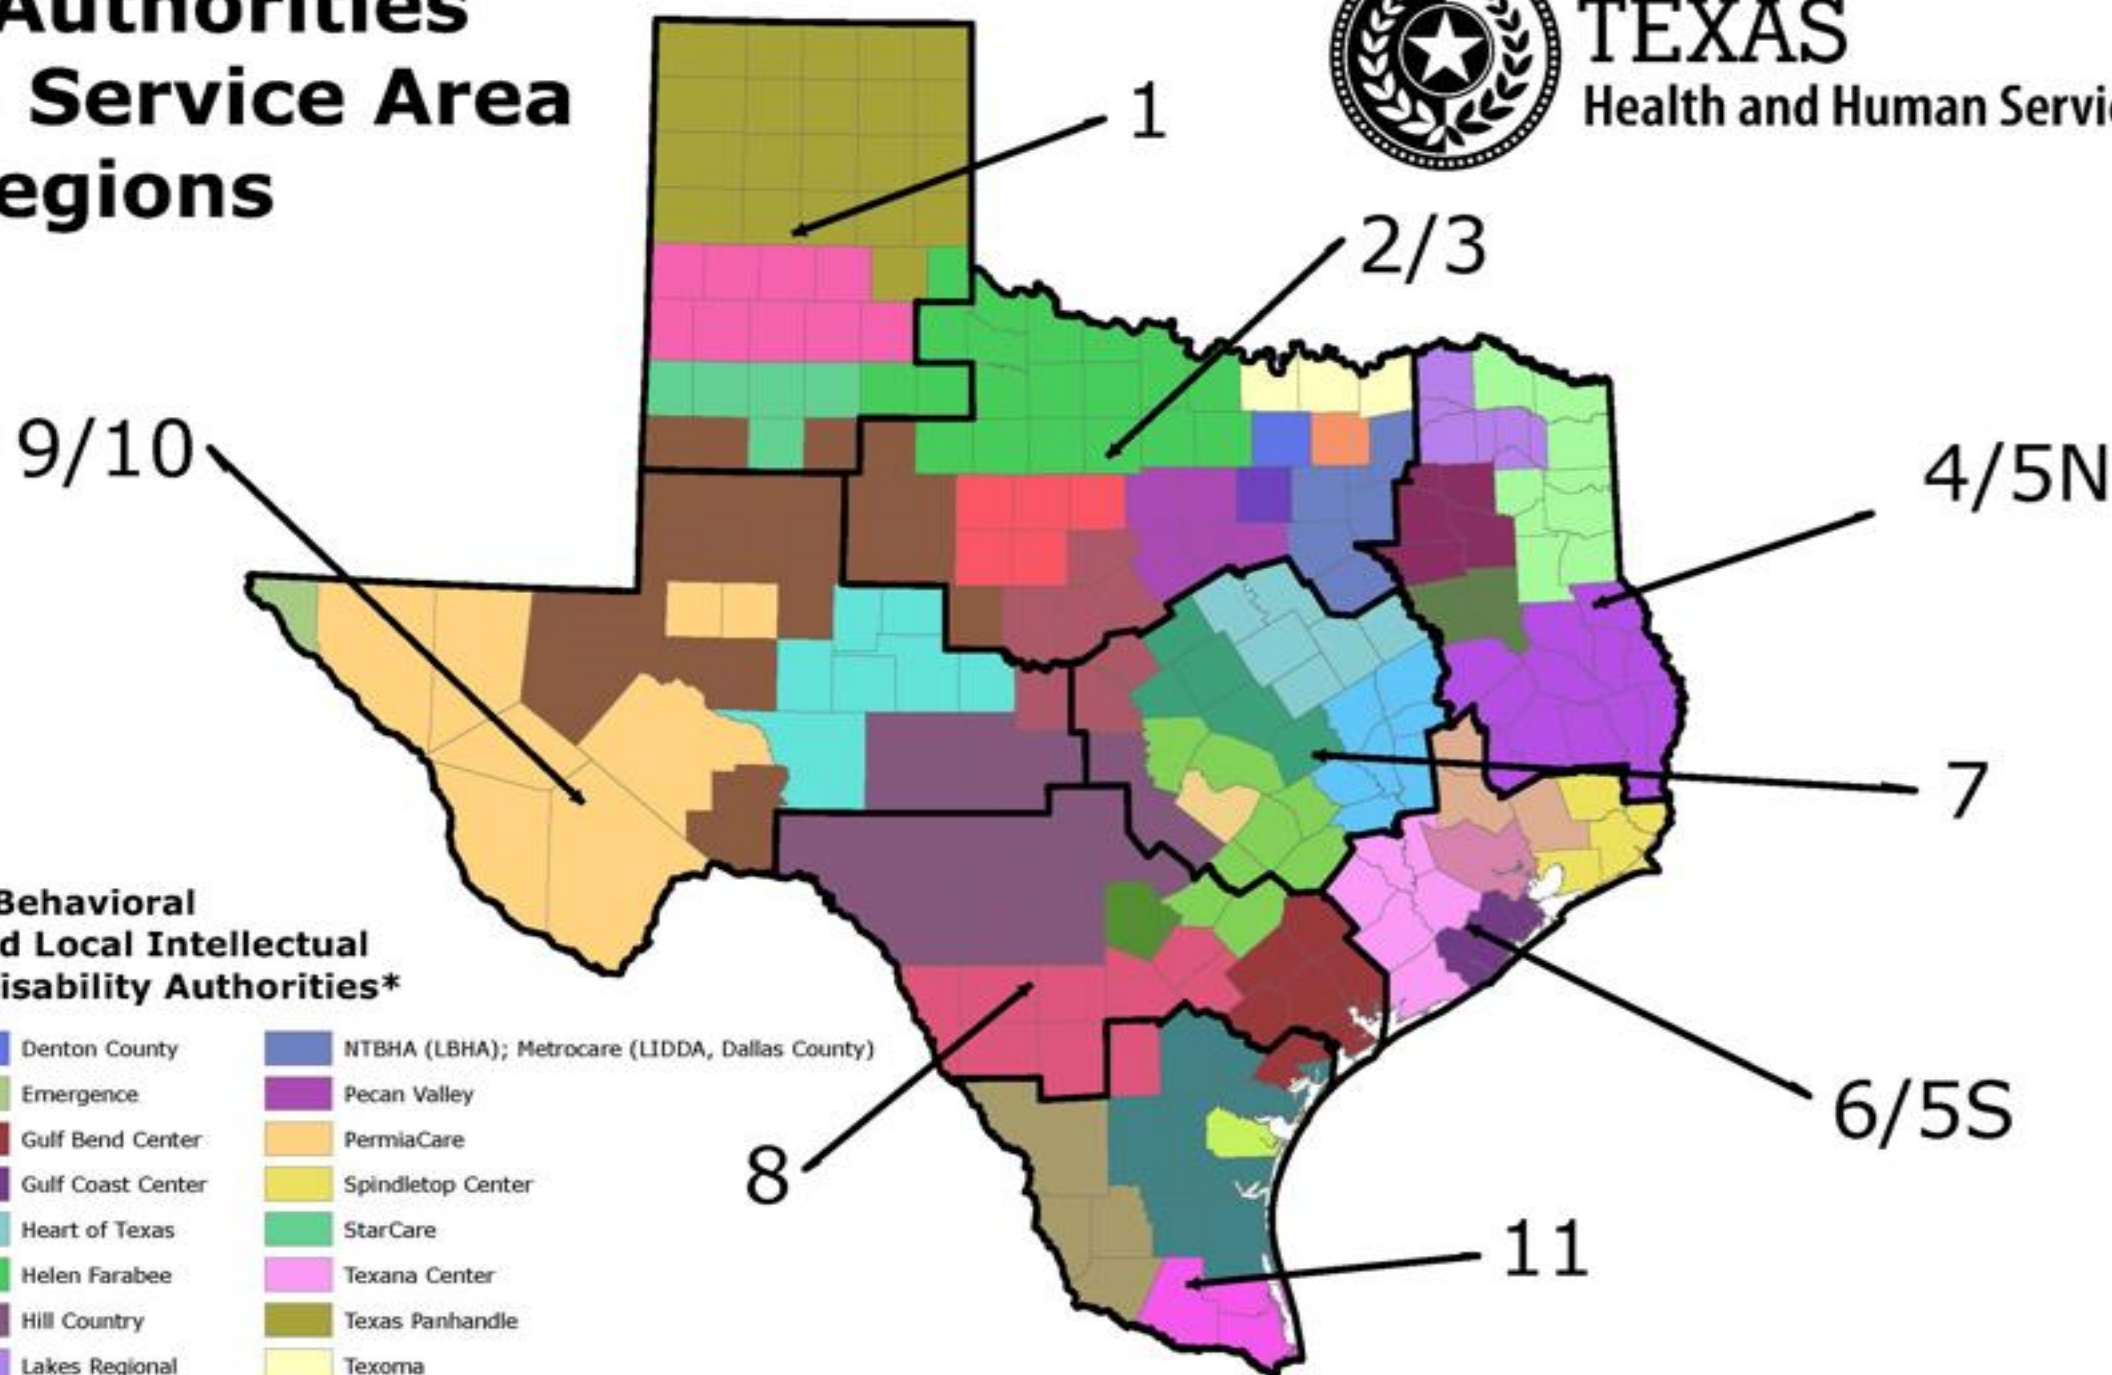 Authorities
Service Area
egions
TEXAS
Health and Human Servi
1
2/3
9/10
4/5N
7
8
6/5S
11
Behavioral
d Local Intellectual
isability Authorities*
Denton County
NTBHA (LBHA); Metrocare (LIDDA, Dallas County)
Emergence
Pecan Valley
Gulf Bend Center
PermiaCare
Gulf Coast Center
Spindletop Center
Heart of Texas
StarCare
Helen Farabee
Texana Center
Hill Country
Texas Panhandle
Lakes Regional
Texoma